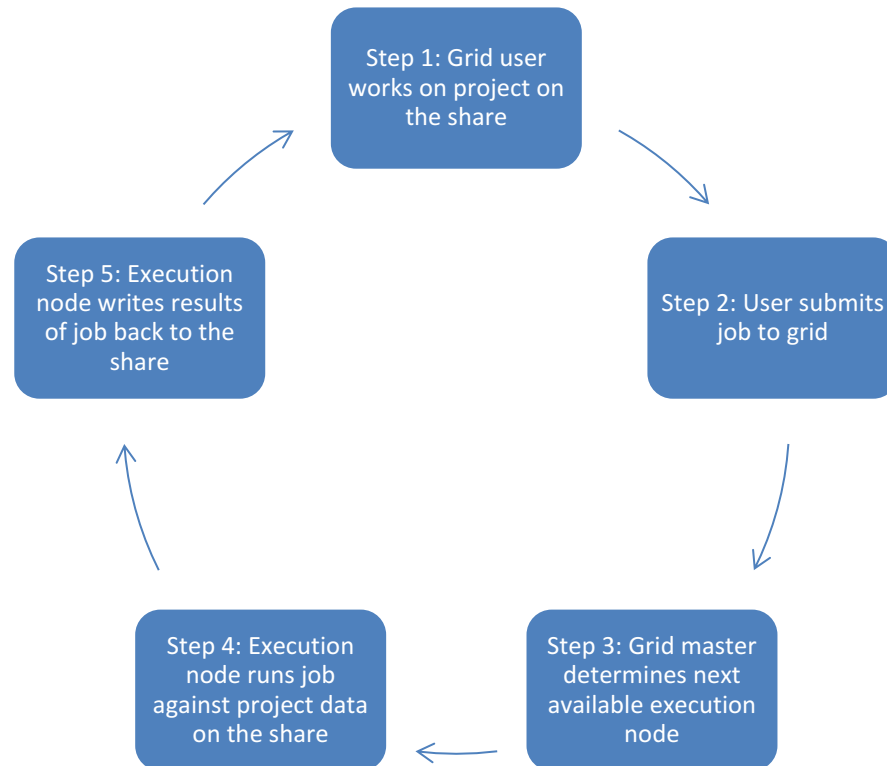 Step 1: Grid user
works on project on
the share
Step 2: User submits
job to grid
Step 3: Grid master
determines next
available execution
node
Step 4: Execution
node runs job
against project data
on the share
Step 5: Execution
node writes results
of job back to the
share